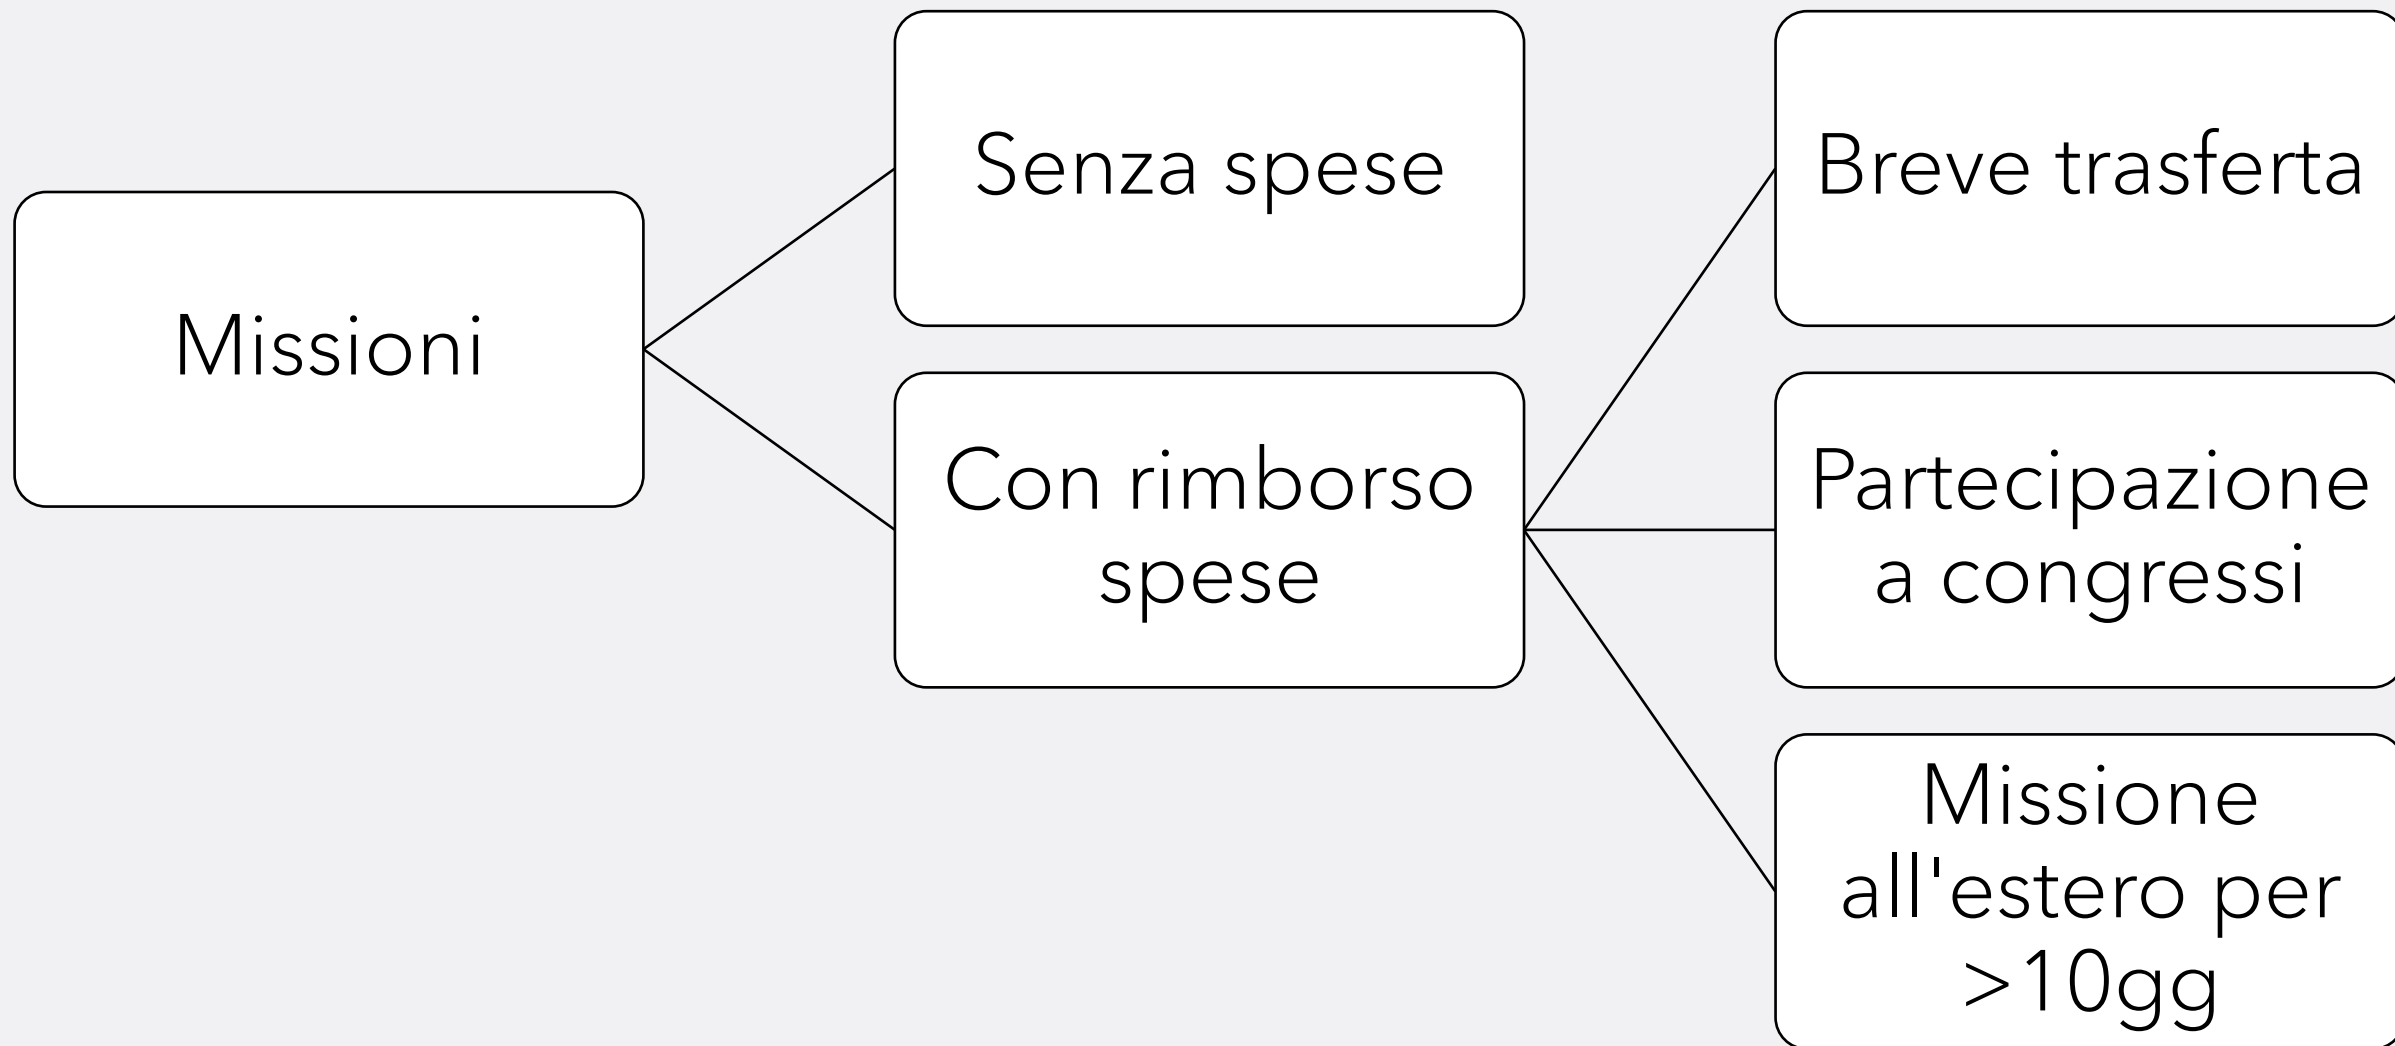 Missioni
Senza spese
Con rimborso
spese
Breve trasferta
Partecipazione
a congressi
Missione
all'estero per
>10gg